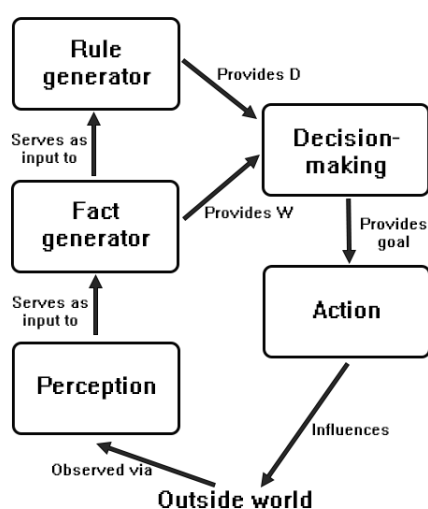 Rule
generator
Provides D
Serves as
input to
Decision-
making
Fact
generator
Provides W
Provides
goal
Serves as
input to
Action
Perception
Influences
Observed via
Outside world